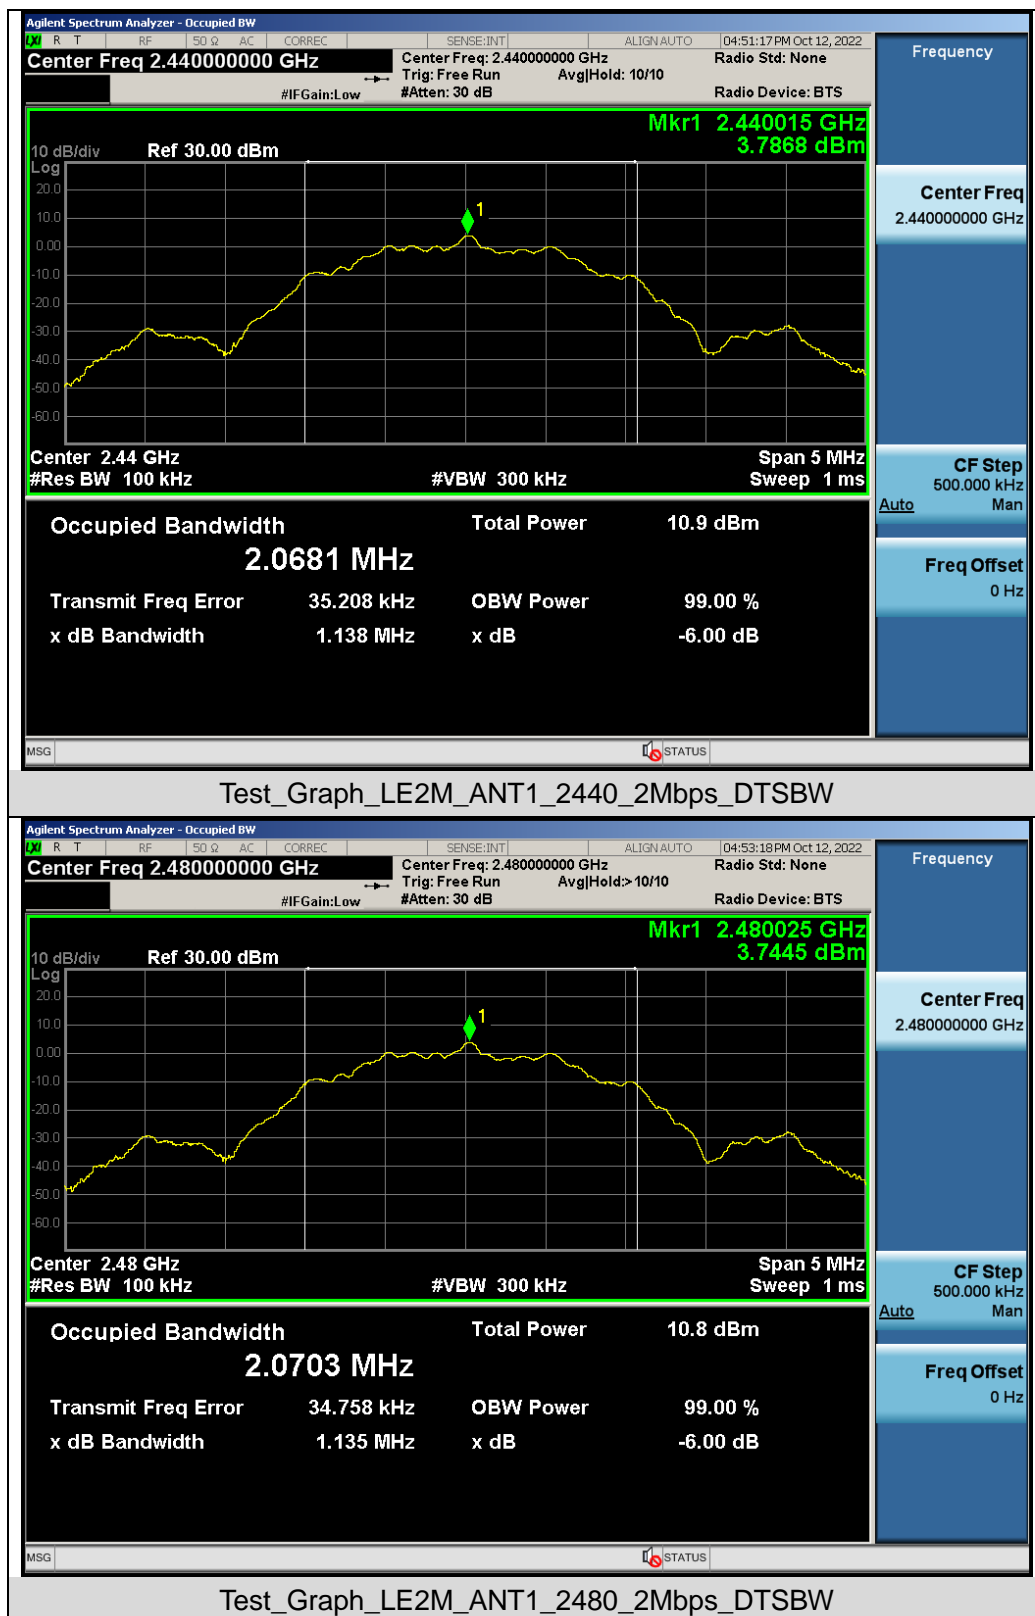 Agilent Spectrum Analyzer - Occupied BW
LXI R T RF 50 Ω AC CORREC SENSE:INT ALIGN AUTO 04:51:17 PM Oct 12, 2022
Center Freq 2.440000000 GHz
Center Freq: 2.440000000 GHz
Radio Std: None
Trig: Free Run Avg|Hold: 10/10
#IFGain:Low
#Atten: 30 dB
Radio Device: BTS
Frequency
Mkr1 2.440015 GHz
3.7868 dBm
10 dB/div Ref 30.00 dBm
Log
20.0
10.0
0.00
-10.0
-20.0
-30.0
-40.0
-50.0
-60.0
1
Center 2.44 GHz Span 5 MHz
#Res BW 100 kHz #VBW 300 kHz Sweep 1 ms
Center Freq
2.440000000 GHz
CF Step
500.000 kHz
Auto Man
Freq Offset
0 Hz
Occupied Bandwidth Total Power 10.9 dBm
2.0681 MHz
Transmit Freq Error 35.208 kHz OBW Power 99.00 %
x dB Bandwidth 1.138 MHz x dB -6.00 dB
MSG STATUS
Test_Graph_LE2M_ANT1_2440_2Mbps_DTSBW
Agilent Spectrum Analyzer - Occupied BW
LXI R T RF 50 Ω AC CORREC SENSE:INT ALIGN AUTO 04:53:18 PM Oct 12, 2022
Center Freq 2.480000000 GHz
Center Freq: 2.480000000 GHz
Radio Std: None
Trig: Free Run Avg|Hold:>10/10
#IFGain:Low
#Atten: 30 dB
Radio Device: BTS
Frequency
Mkr1 2.480025 GHz
3.7445 dBm
10 dB/div Ref 30.00 dBm
Log
20.0
10.0
0.00
-10.0
-20.0
-30.0
-40.0
-50.0
-60.0
1
Center 2.48 GHz Span 5 MHz
#Res BW 100 kHz #VBW 300 kHz Sweep 1 ms
Center Freq
2.480000000 GHz
CF Step
500.000 kHz
Auto Man
Freq Offset
0 Hz
Occupied Bandwidth Total Power 10.8 dBm
2.0703 MHz
Transmit Freq Error 34.758 kHz OBW Power 99.00 %
x dB Bandwidth 1.135 MHz x dB -6.00 dB
MSG STATUS
Test_Graph_LE2M_ANT1_2480_2Mbps_DTSBW